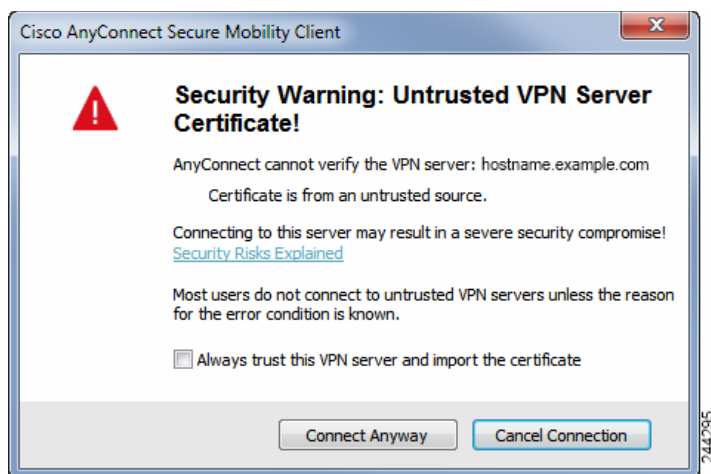 Cisco AnyConnect Secure Mobility Client
Security Warning: Untrusted VPN Server
Certificate!
AnyConnect cannot verify the VPN server: hostname.example.com
Certificate is from an untrusted source.
Connecting to this server may result in a severe security compromise!
Security Risks Explained
Most users do not connect to untrusted VPN servers unless the reason
for the error condition is known.
Always trust this VPN server and import the certificate
Connect Anyway
Cancel Connection
244295